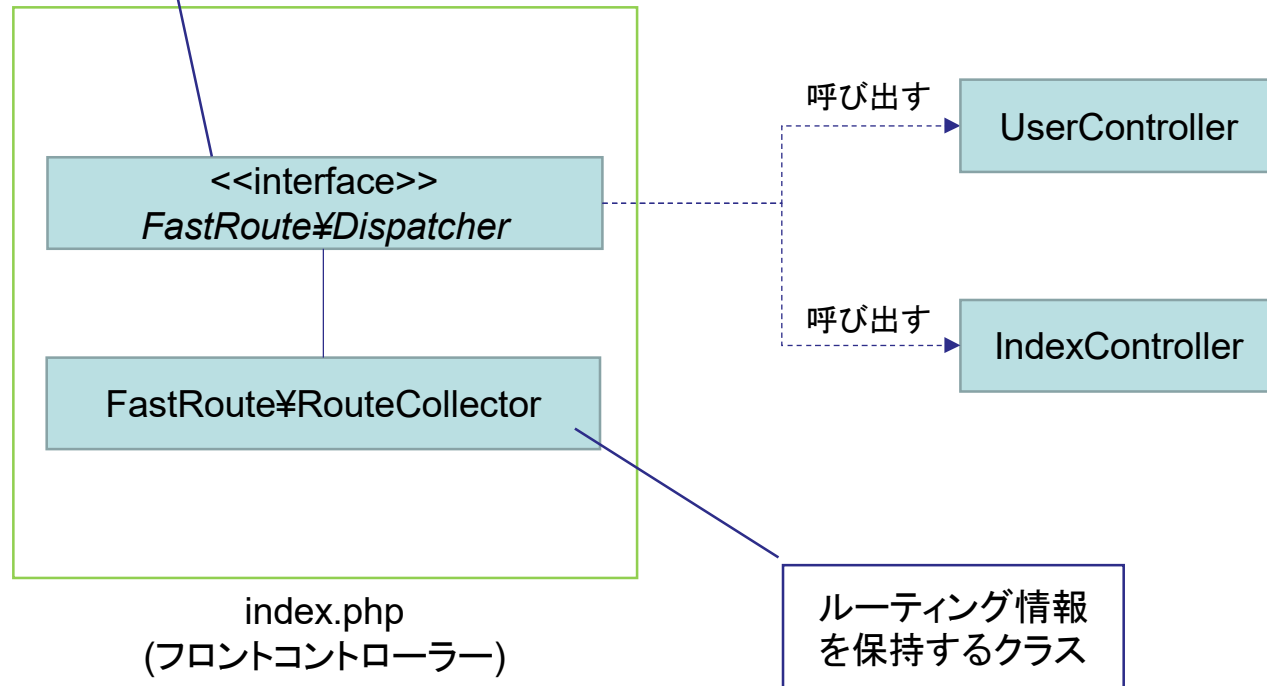 呼び出す
UserController
<<interface>>
FastRoute¥Dispatcher
呼び出す
IndexController
FastRoute¥RouteCollector
index.php
(フロントコントローラー)
ルーティング情報
を保持するクラス